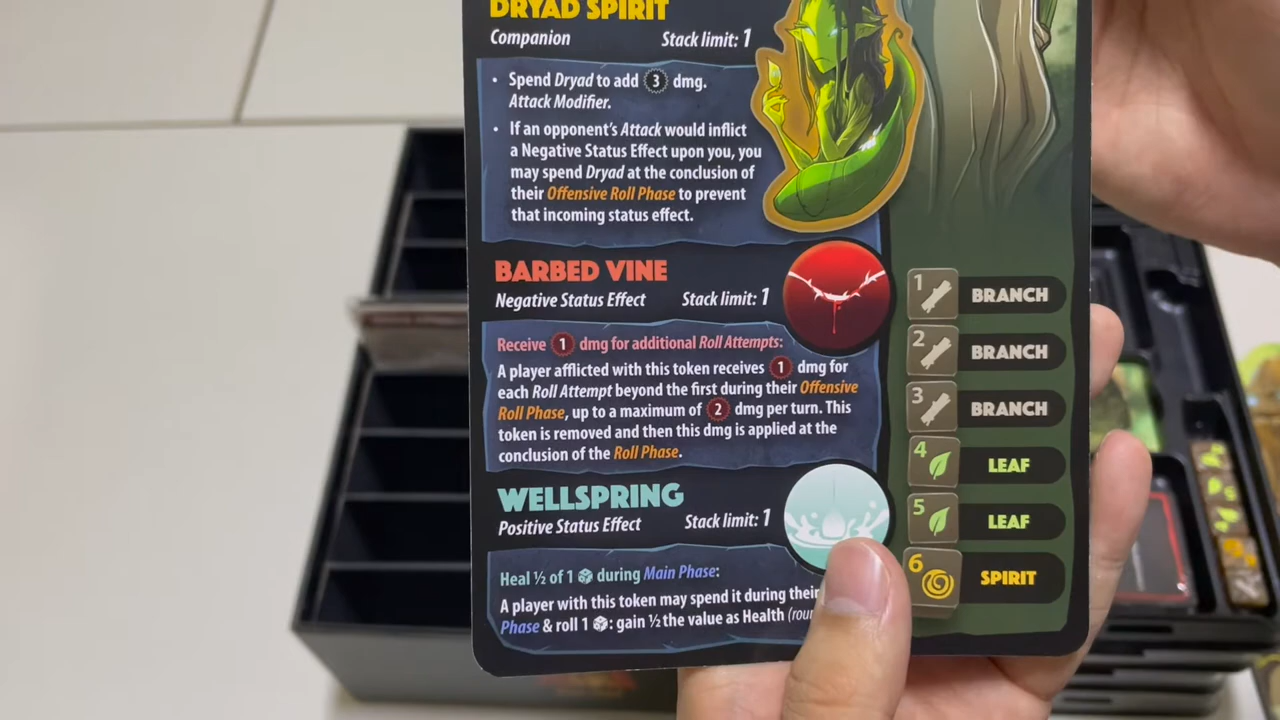 DRYAD SPIRIT
Companion Stack limit: 1
• Spend Dryad to add 3 dmg.
Attack Modifier.
• If an opponent's Attack would inflict
a Negative Status Effect upon you, you
may spend Dryad at the conclusion of
their Offensive Roll Phase to prevent
that incoming status effect.
BARBED VINE
Negative Status Effect Stack limit: 1
Receive 1 dmg for additional Roll Attempts:
A player afflicted with this token receives 1 dmg for
each Roll Attempt beyond the first during their Offensive
Roll Phase, up to a maximum of 2 dmg per turn. This
token is removed and then this dmg is applied at the
conclusion of the Roll Phase.
WELLSPRING
Positive Status Effect Stack limit: 1
Heal ½ of 1 during Main Phase:
A player with this token may spend it during their
Phase & roll 1 : gain ½ the value as Health
1 BRANCH
2 BRANCH
3 BRANCH
4 LEAF
5 LEAF
6 SPIRIT